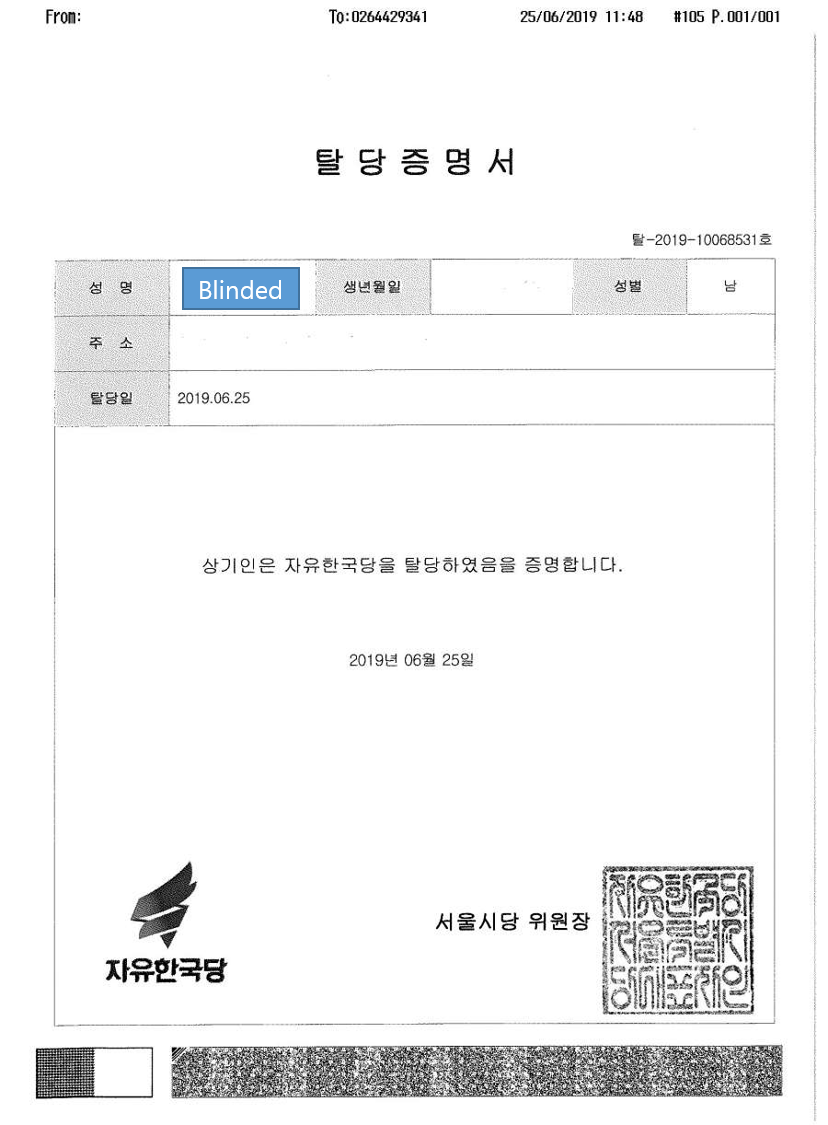 From: To:0264429341 25/06/2019 11:48 #105 P.001/001
탈 당 증 명 서
탈-2019-10068531호
성 명 Blinded 생년월일 성별 남
주 소
탈당일 2019.06.25
상기인은 자유한국당을 탈당하였음을 증명합니다.
2019년 06월 25일
서울시당 위원장
자유한국당